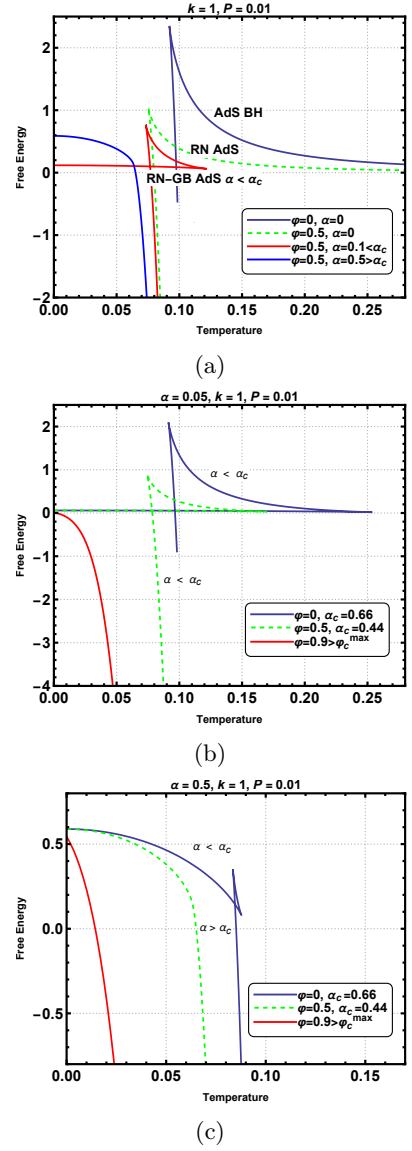 k = 1, P = 0.01
Free Energy
2
1
0
−1
−2
AdS BH
RN AdS
RN−GB AdS α < αc
φ=0, α=0
φ=0.5, α=0
φ=0.5, α=0.1<αc
φ=0.5, α=0.5>αc
0.00 0.05 0.10 0.15 0.20 0.25
Temperature
(a)
α = 0.05, k = 1, P = 0.01
Free Energy
2
1
0
−1
−2
−3
−4
α < αc
α < αc
φ=0, αc=0.66
φ=0.5, αc=0.44
φ=0.9>φc^max
0.00 0.05 0.10 0.15 0.20 0.25
Temperature
(b)
α = 0.5, k = 1, P = 0.01
Free Energy
0.5
0.0
−0.5
α < αc
α > αc
φ=0, αc=0.66
φ=0.5, αc=0.44
φ=0.9>φc^max
0.00 0.05 0.10 0.15
Temperature
(c)